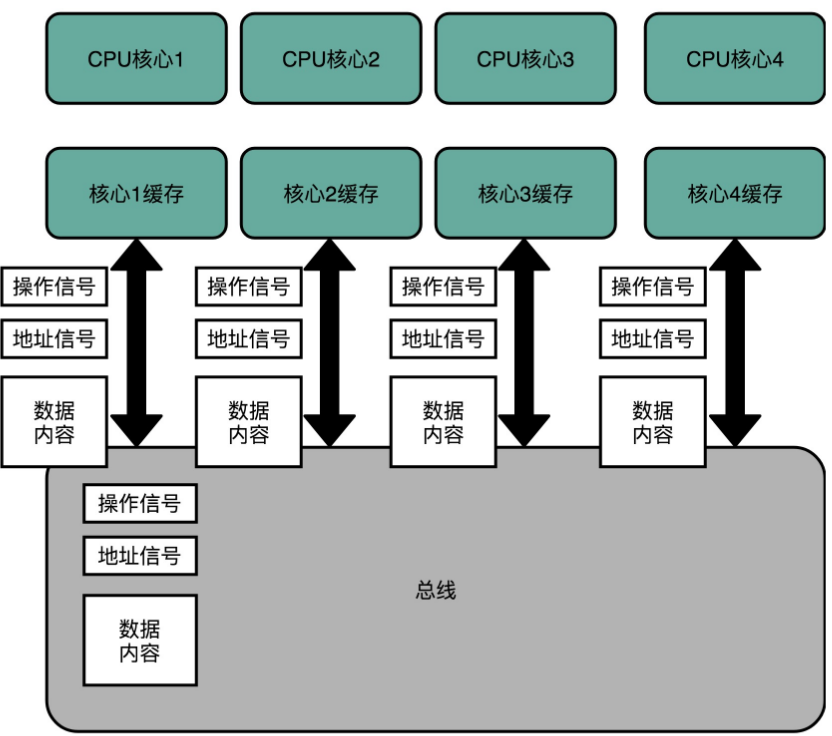 CPU核心1
CPU核心2
CPU核心3
CPU核心4
核心1缓存
核心2缓存
核心3缓存
核心4缓存
操作信号
操作信号
操作信号
操作信号
地址信号
地址信号
地址信号
地址信号
数据
内容
数据
内容
数据
内容
数据
内容
操作信号
地址信号
总线
数据
内容